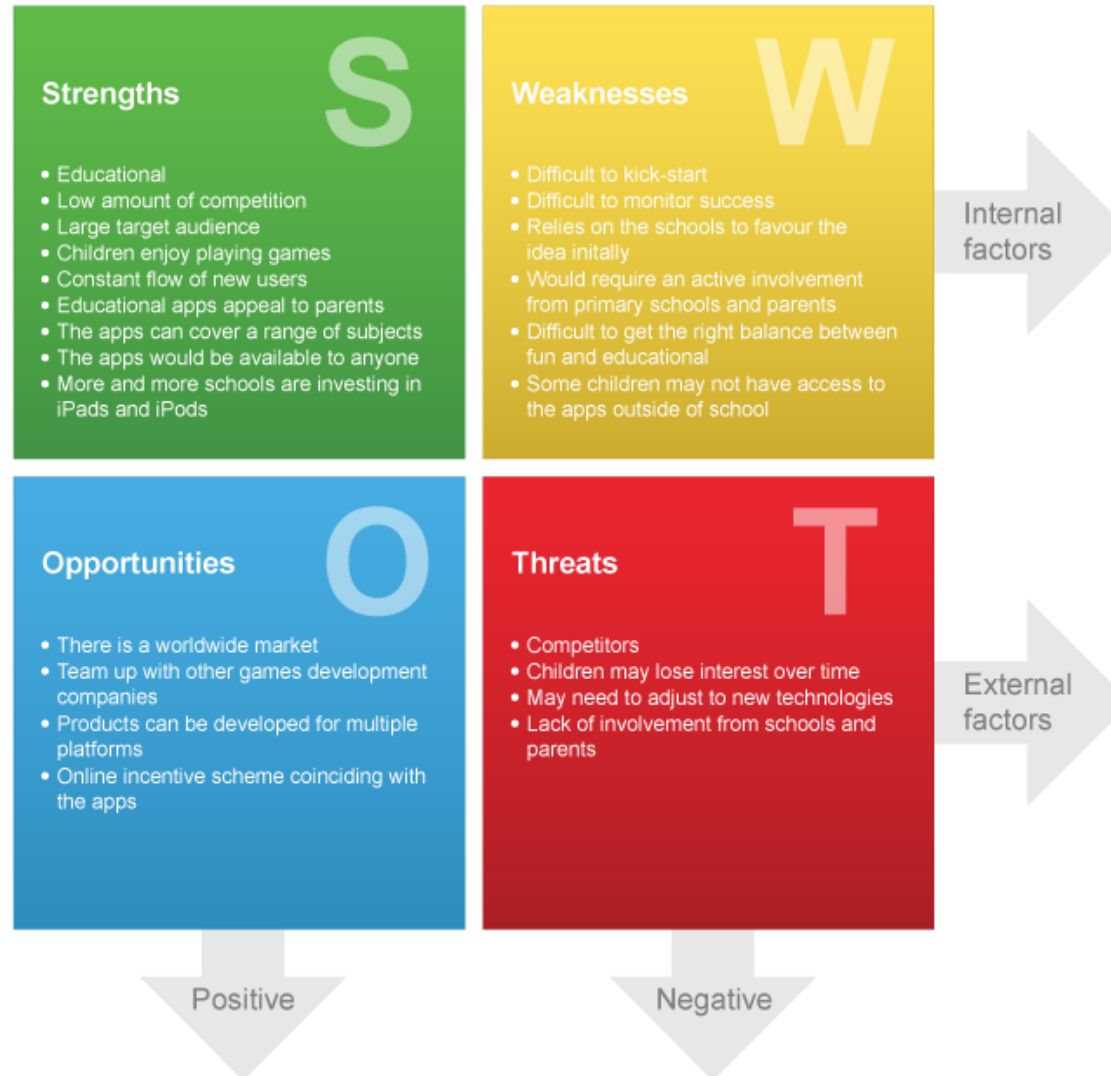 S
Strengths
• Educational
• Low amount of competition
• Large target audience
• Children enjoy playing games
• Constant flow of new users
• Educational apps appeal to parents
• The apps can cover a range of subjects
• The apps would be available to anyone
• More and more schools are investing in
iPads and iPods
W
Weaknesses
• Difficult to kick-start
• Difficult to monitor success
• Relies on the schools to favour the
idea initally
• Would require an active involvement
from primary schools and parents
• Difficult to get the right balance between
fun and educational
• Some children may not have access to
the apps outside of school
Internal
factors
O
Opportunities
• There is a worldwide market
• Team up with other games development
companies
• Products can be developed for multiple
platforms
• Online incentive scheme coinciding with
the apps
T
Threats
• Competitors
• Children may lose interest over time
• May need to adjust to new technologies
• Lack of involvement from schools and
parents
External
factors
Positive
Negative